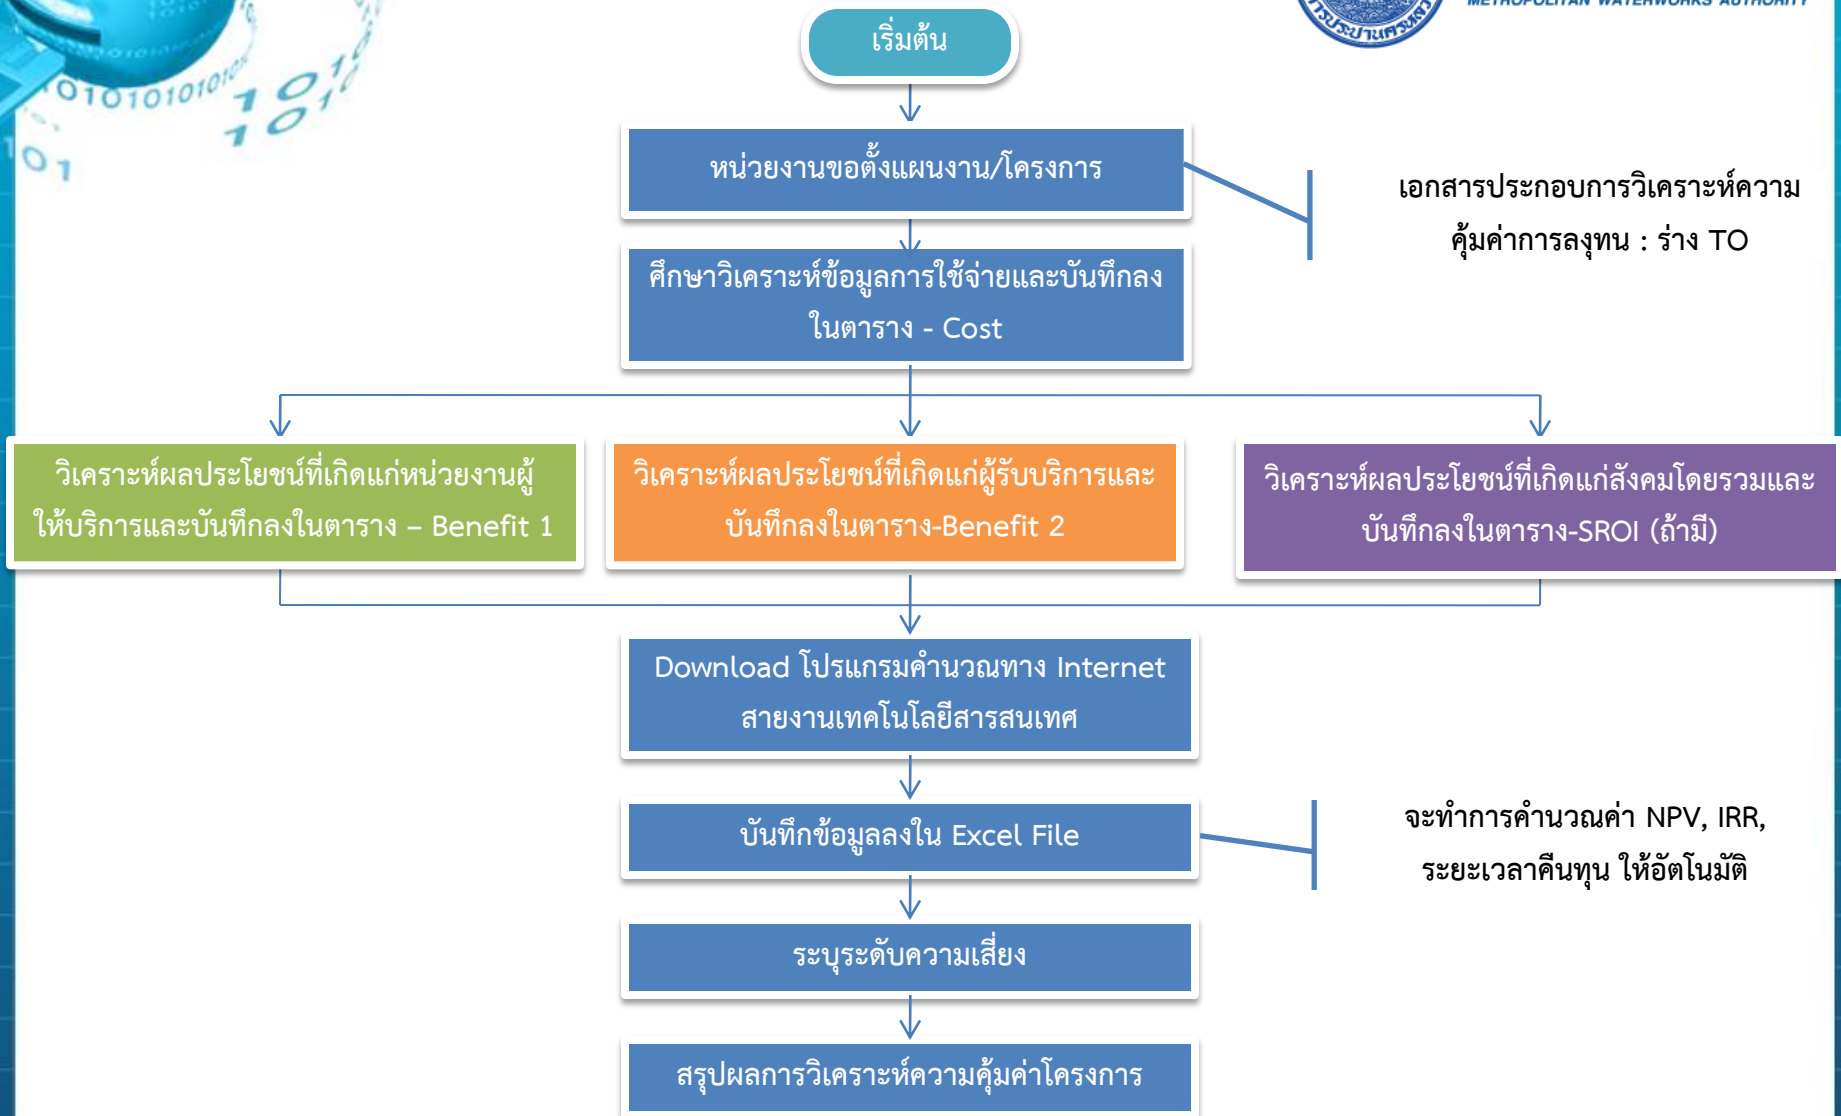 METROPOLITAN WATERWORKS AUTHORITY
เริ่มต้น
หน่วยงานขอตั้งแผนงาน/โครงการ
เอกสารประกอบการวิเคราะห์ความ
คุ้มค่าการลงุทน : ร่าง TO
ศึกษาวิเคราะห์ข้อมูลการใช้จ่ายและบันทึกลง
ในตาราง - Cost
วิเคราะห์ผลประโยชน์ที่เกิดแก่หน่วยงานผู้
ให้บริการและบันทึกลงในตาราง – Benefit 1
วิเคราะห์ผลประโยชน์ที่เกิดแก่ผู้รับบริการและ
บันทึกลงในตาราง-Benefit 2
วิเคราะห์ผลประโยชน์ที่เกิดแก่สังคมโดยรวมและ
บันทึกลงในตาราง-SROI (ถ้ามี)
Download โปรแกรมคำนวณทาง Internet
สายงานเทคโนโลยีสารสนเทศ
บันทึกข้อมูลลงใน Excel File
จะทำการคำนวณค่า NPV, IRR,
ระยะเวลาคืนทุน ให้อัตโนมัติ
ระบุระดับความเสี่ยง
สรุปผลการวิเคราะห์ความคุ้มค่าโครงการ